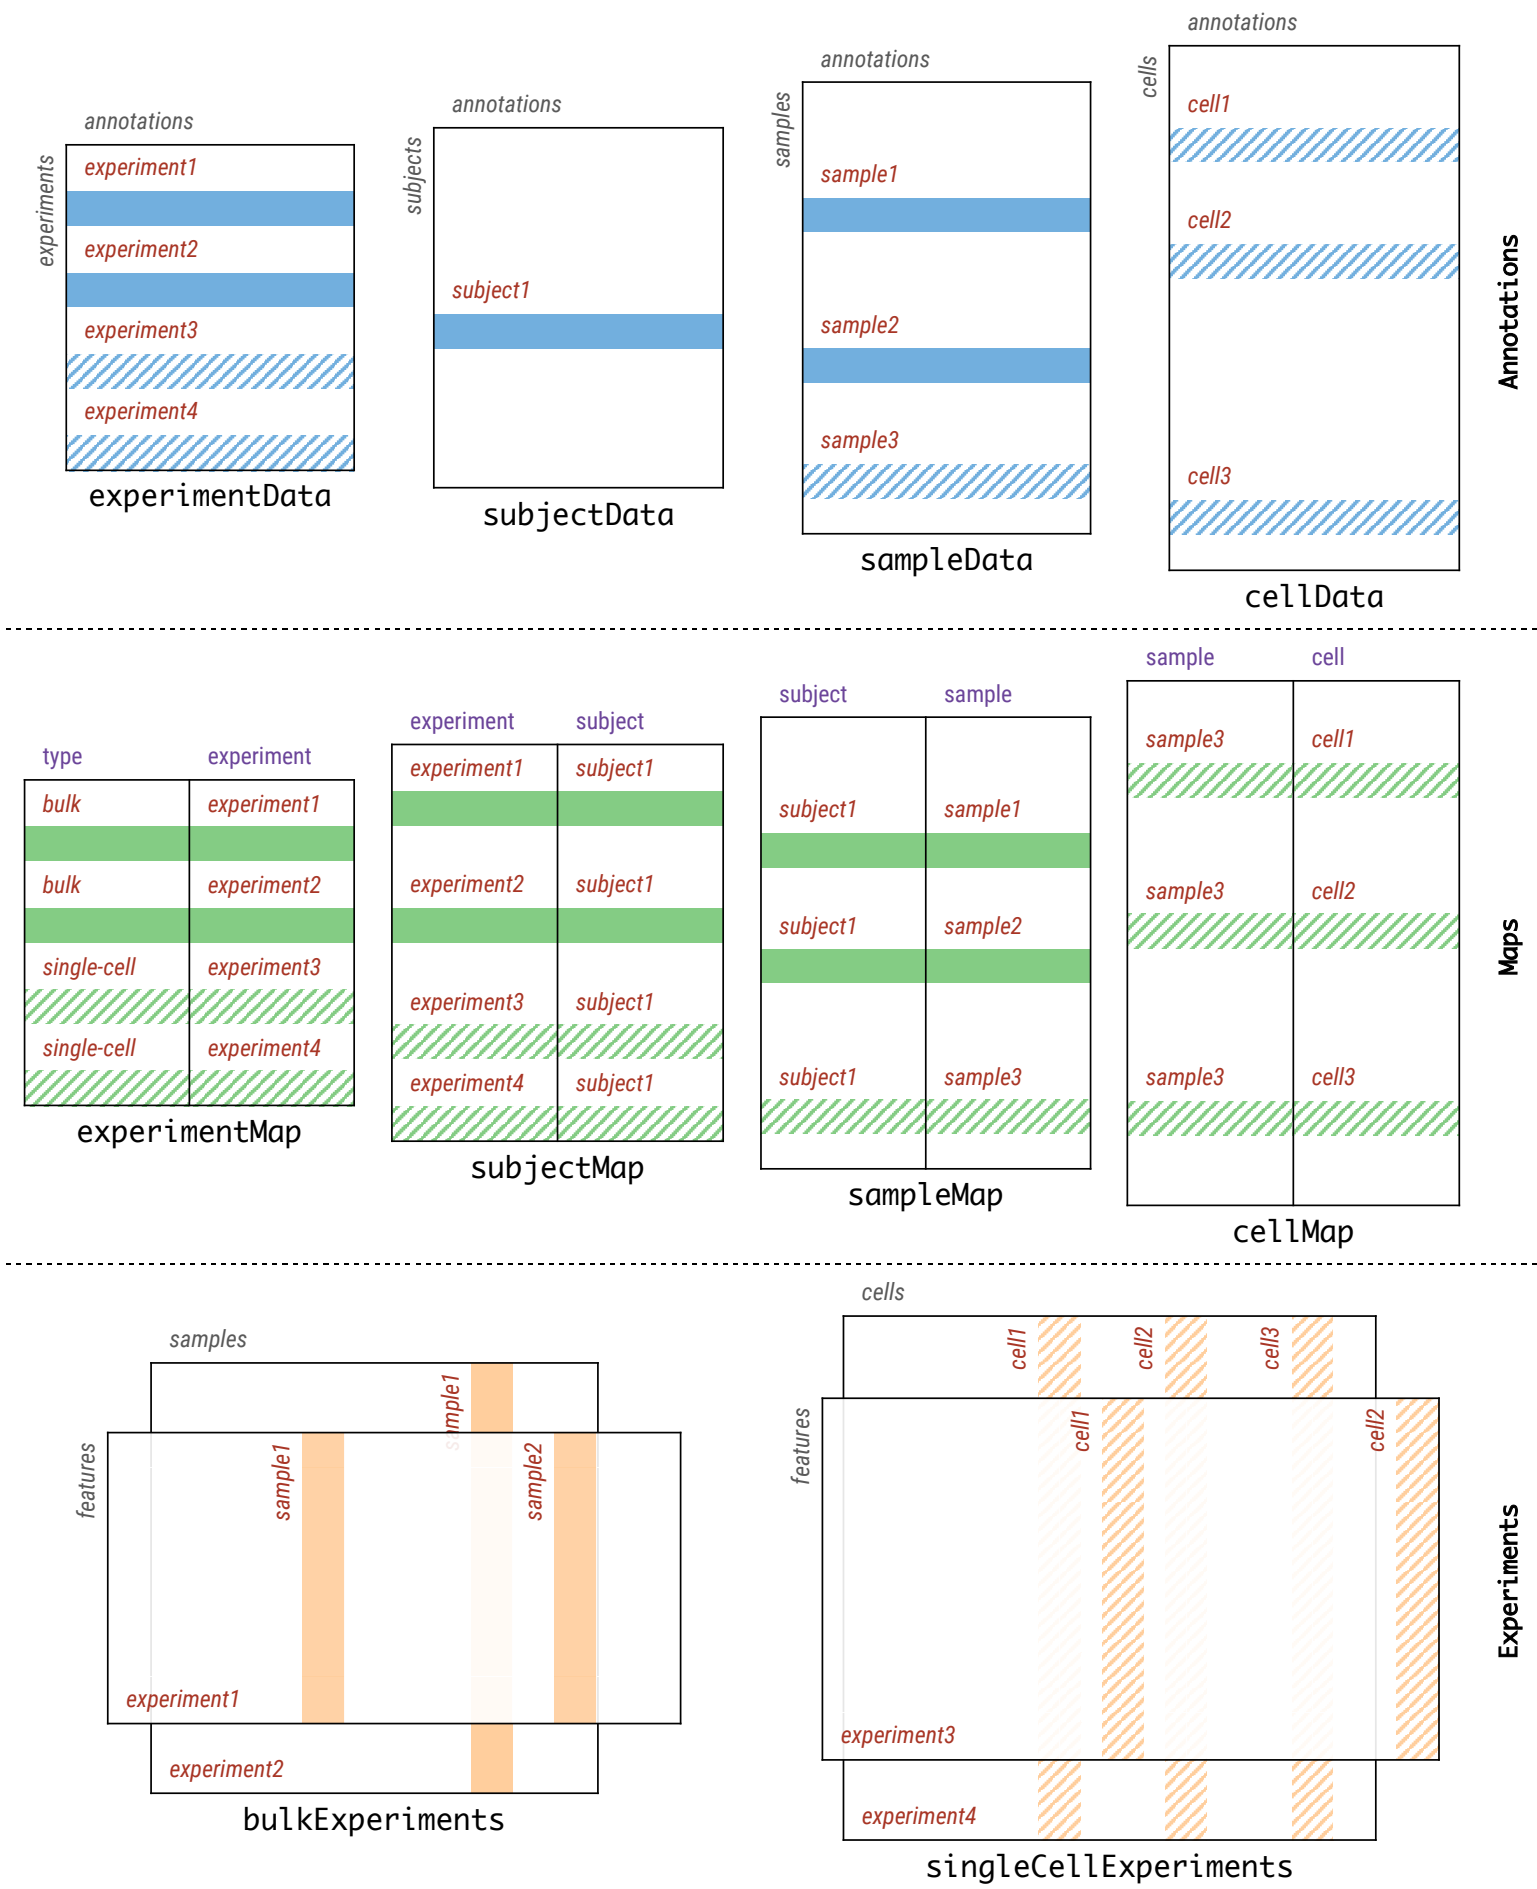 annotations
experiments
experiment1
experiment2
experiment3
experiment4
experimentData
annotations
subjects
subject1
subjectData
annotations
samples
sample1
sample2
sample3
sampleData
annotations
cells
cell1
cell2
cell3
cellData
Annotations
type experiment
bulk experiment1
bulk experiment2
single-cell experiment3
single-cell experiment4
experimentMap
experiment subject
experiment1 subject1
experiment2 subject1
experiment3 subject1
experiment4 subject1
subjectMap
subject sample
subject1 sample1
subject1 sample2
subject1 sample3
sampleMap
sample cell
sample3 cell1
sample3 cell2
sample3 cell3
cellMap
Maps
samples
sample1
features
sample1
sample2
experiment1
experiment2
bulkExperiments
cells
cell1
cell2
cell3
features
cell1
cell2
experiment3
experiment4
singleCellExperiments
Experiments